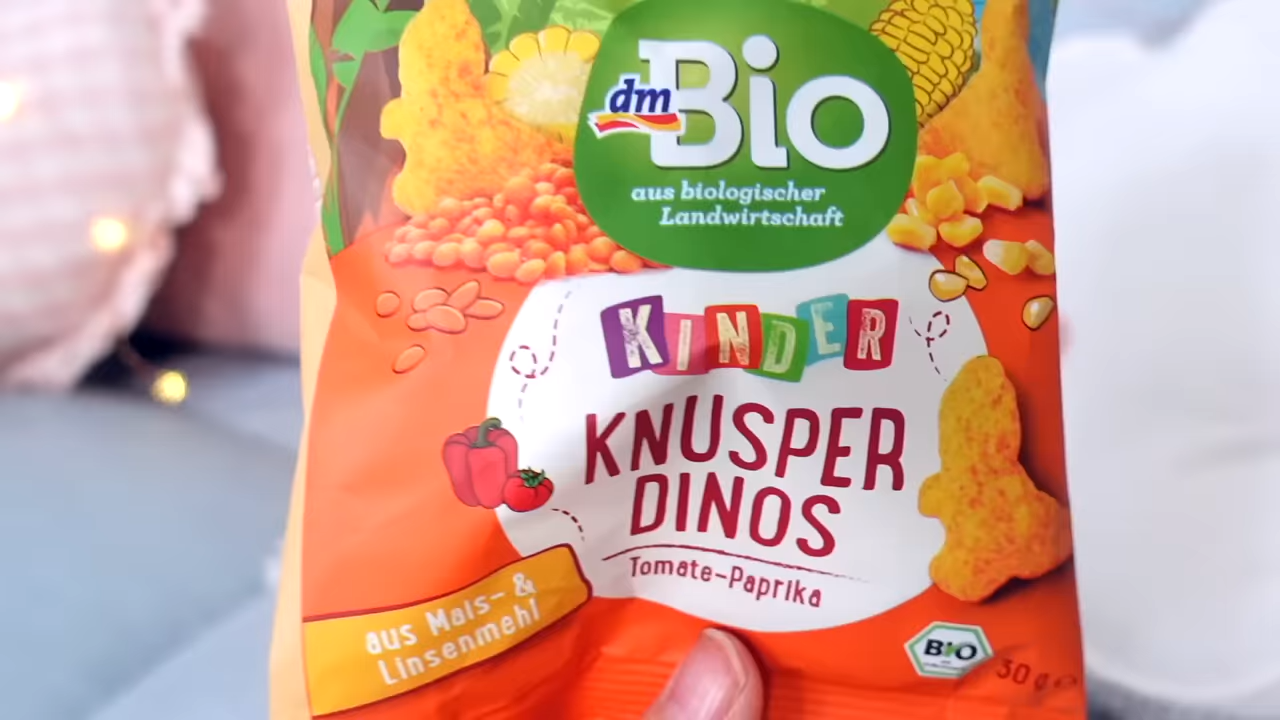 dm
Bio
aus biologischer
Landwirtschaft
KINDER
KNUSPER
DINOS
Tomate-Paprika
aus Mais- &
Linsenmehl
BIO
30 g e